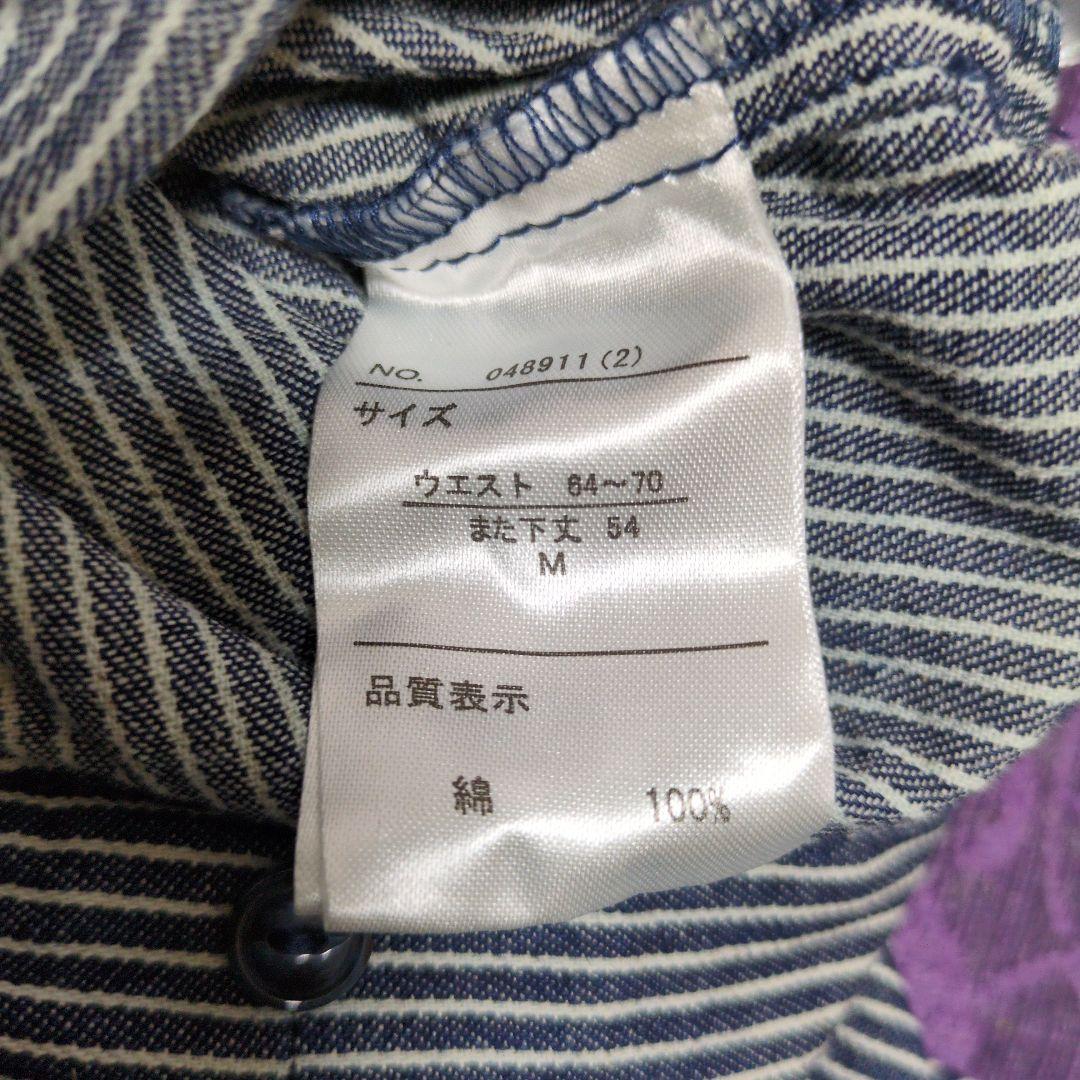 NO. 048911(2)
サイズ
ウエスト 64~70
また下丈 54
M
品質表示
綿 100%